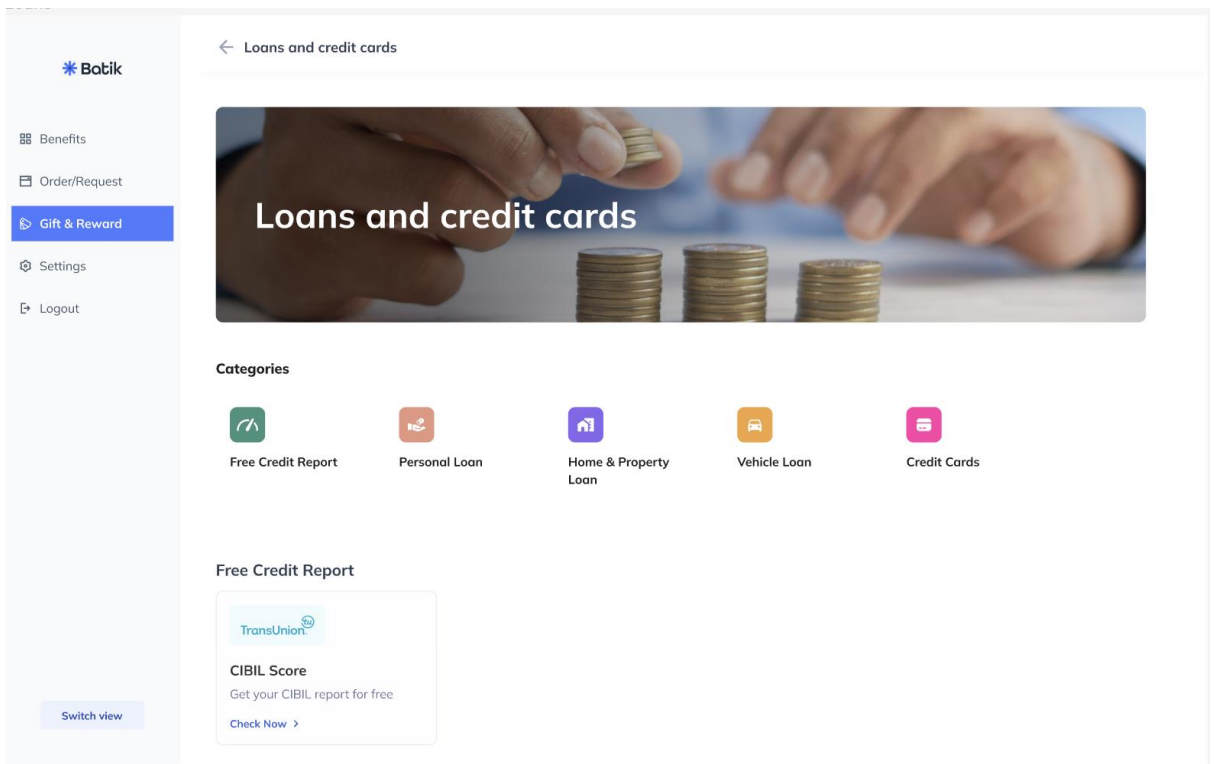 Loans and credit cards
Batik
Benefits
Order/Request
Gift & Reward
Settings
Logout
Switch view
Loans and credit cards
Categories
Free Credit Report
Personal Loan
Home & Property
Loan
Vehicle Loan
Credit Cards
Free Credit Report
TransUnion
tu
CIBIL Score
Get your CIBIL report for free
Check Now >